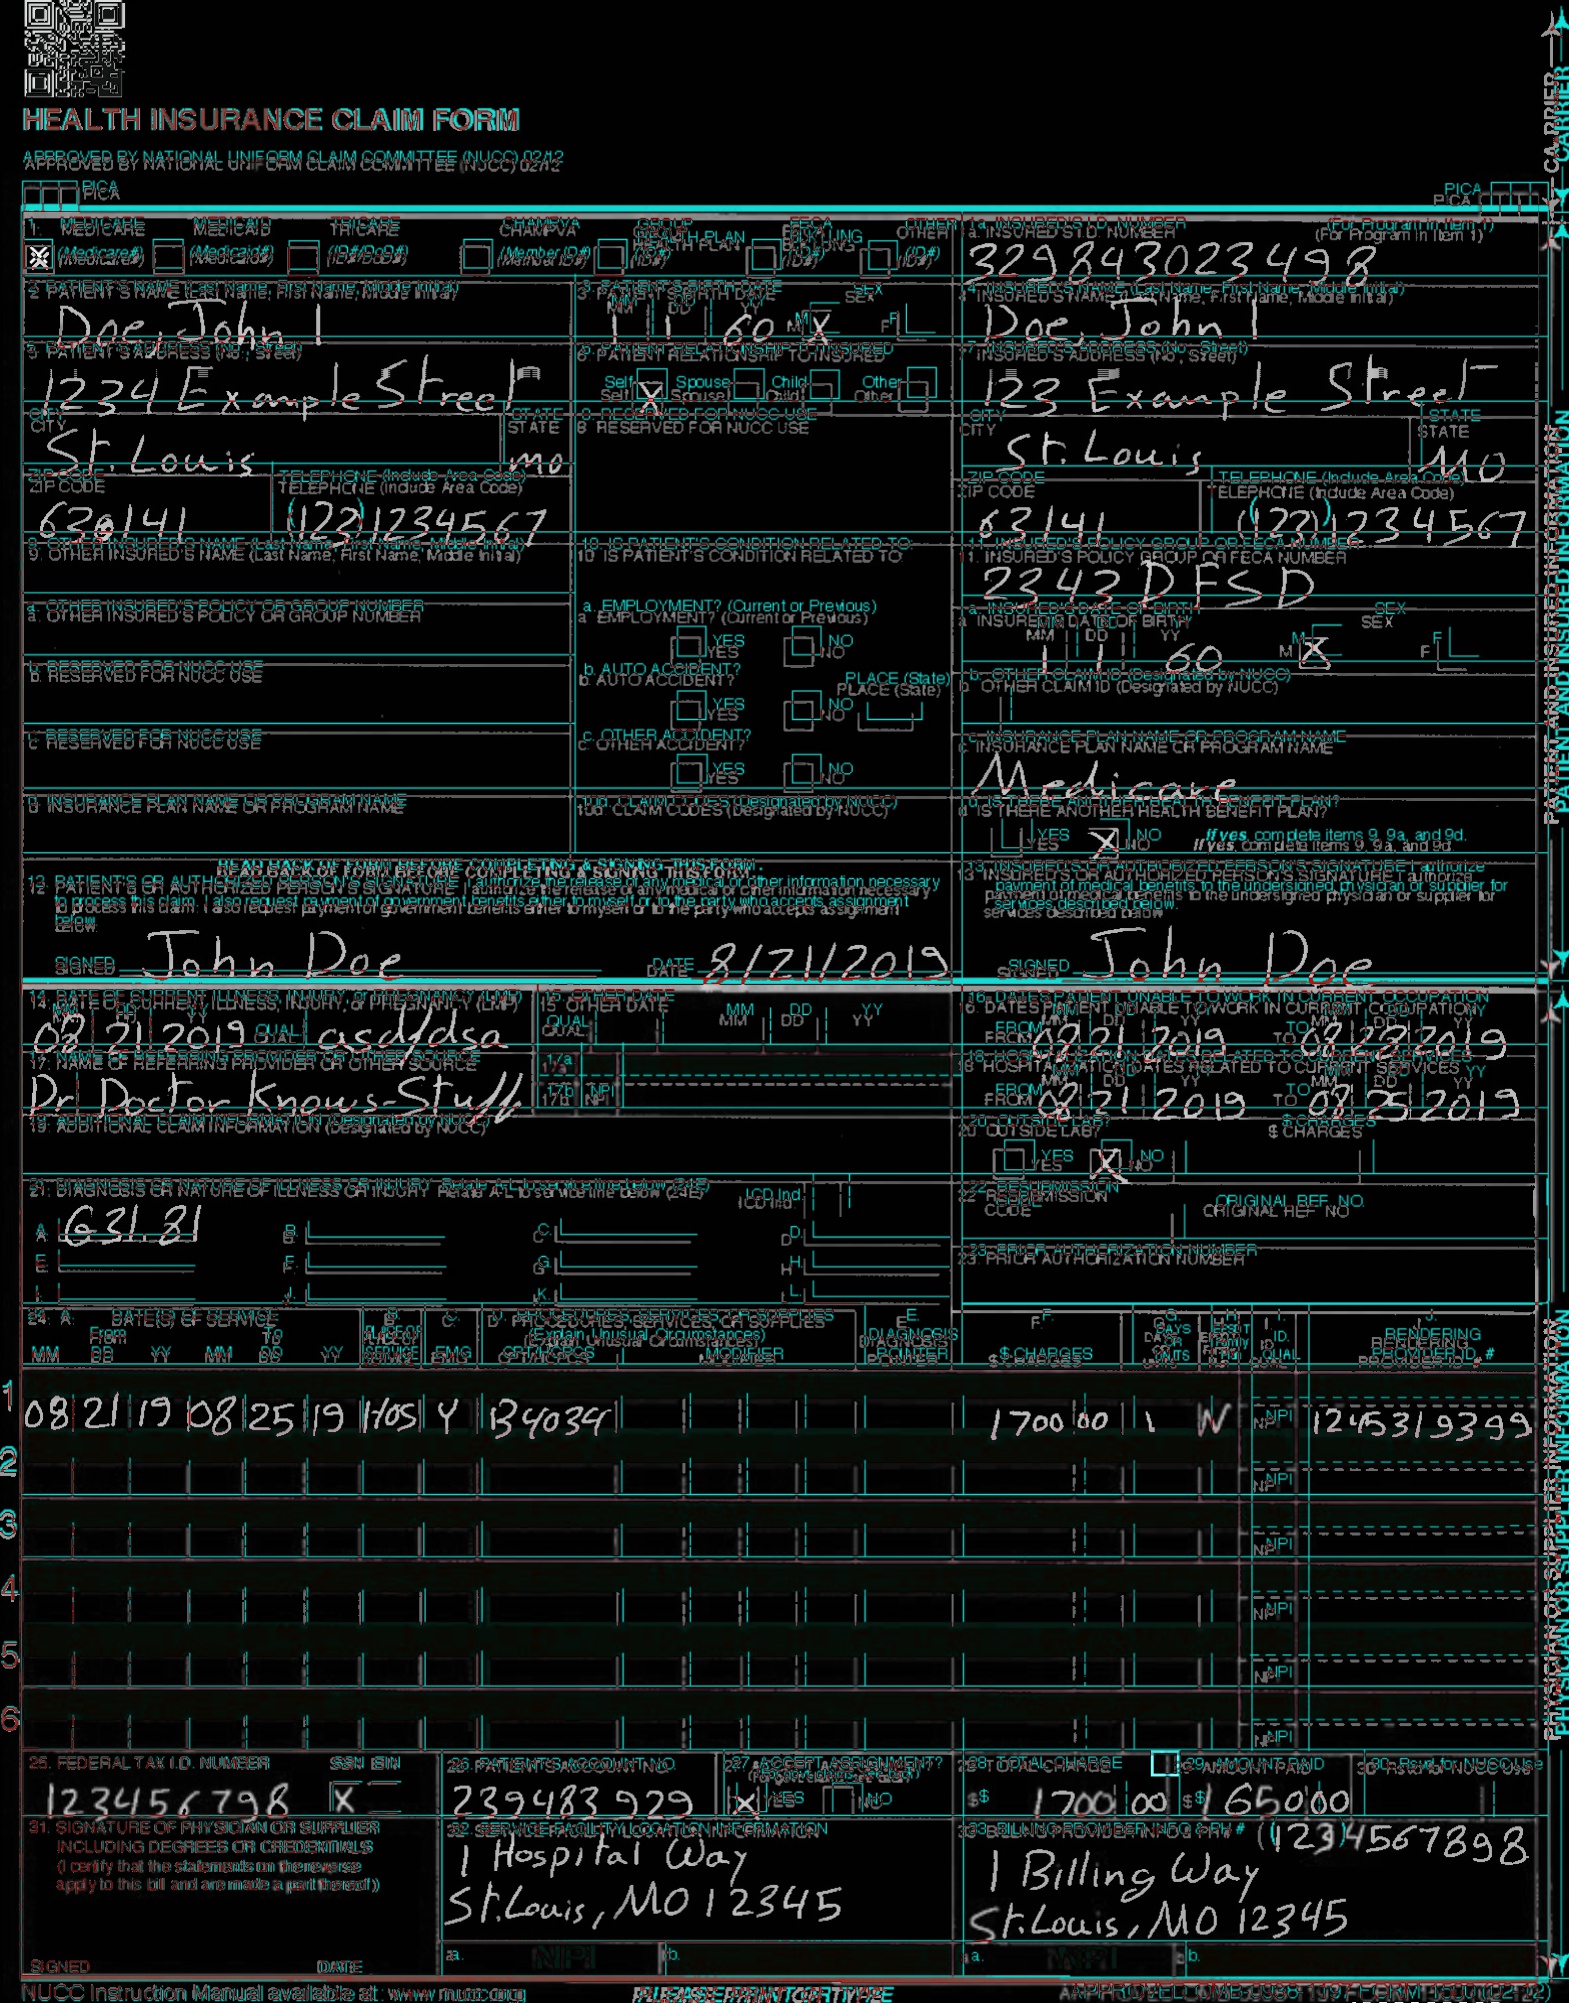 HEALTH INSURANCE CLAIM FORM
APPROVED BY NATIONAL UNIFORM CLAIM COMMITTEE (NUCC) 02/12
PICA PICA
CARRIER
1. MEDICARE MEDICAID TRICARE CHAMPVA GROUP HEALTH PLAN FECA BLK LUNG OTHER
(Medicare#) (Medicaid#) (ID#/DoD#) (Member ID#) (ID#) (ID#) (ID#)
1a. INSURED'S I.D. NUMBER (For Program in Item 1)
329843023498
2. PATIENT'S NAME (Last Name, First Name, Middle Initial)
Doe, John I
3. PATIENT'S BIRTH DATE SEX
MM DD YY
1 1 60 M X F
4. INSURED'S NAME (Last Name, First Name, Middle Initial)
Doe, John I
5. PATIENT'S ADDRESS (No., Street)
1234 Example Street
6. PATIENT RELATIONSHIP TO INSURED
Self X Spouse Child Other
7. INSURED'S ADDRESS (No., Street)
123 Example Street
CITY STATE
St. Louis mo
8. RESERVED FOR NUCC USE
CITY STATE
St. Louis MO
ZIP CODE TELEPHONE (Include Area Code)
(123) 1234567
ZIP CODE TELEPHONE (Include Area Code)
63141 (123) 1234567
9. OTHER INSURED'S NAME (Last Name, First Name, Middle Initial)
10. IS PATIENT'S CONDITION RELATED TO:
11. INSURED'S POLICY GROUP OR FECA NUMBER
2343 DFSD
a. OTHER INSURED'S POLICY OR GROUP NUMBER
a. EMPLOYMENT? (Current or Previous)
YES NO
a. INSURED'S DATE OF BIRTH SEX
MM DD YY
1 1 60 M X F
b. RESERVED FOR NUCC USE
b. AUTO ACCIDENT? PLACE (State)
YES NO
b. OTHER CLAIM ID (Designated by NUCC)
c. RESERVED FOR NUCC USE
c. OTHER ACCIDENT?
YES NO
c. INSURANCE PLAN NAME OR PROGRAM NAME
Medicare
d. INSURANCE PLAN NAME OR PROGRAM NAME
10d. CLAIM CODES (Designated by NUCC)
d. IS THERE ANOTHER HEALTH BENEFIT PLAN?
YES X NO If yes, complete items 9, 9a, and 9d.
READ BACK OF FORM BEFORE COMPLETING & SIGNING THIS FORM.
12. PATIENT'S OR AUTHORIZED PERSON'S SIGNATURE I authorize the release of any medical or other information necessary
to process this claim. I also request payment of government benefits either to myself or to the party who accepts assignment
below.
SIGNED John Doe DATE 8/21/2019
13. INSURED'S OR AUTHORIZED PERSON'S SIGNATURE I authorize
payment of medical benefits to the undersigned physician or supplier for
services described below.
SIGNED John Doe
PATIENT AND INSURED INFORMATION
14. DATE OF CURRENT ILLNESS, INJURY, or PREGNANCY (LMP)
MM DD YY
08 21 2019 QUAL. asdfdsa
15. OTHER DATE
QUAL. MM DD YY
16. DATES PATIENT UNABLE TO WORK IN CURRENT OCCUPATION
MM DD YY MM DD YY
FROM 08 21 2019 TO 08 23 2019
17. NAME OF REFERRING PROVIDER OR OTHER SOURCE
Dr Doctor Knows-Stuff
17a.
17b. NPI
18. HOSPITALIZATION DATES RELATED TO CURRENT SERVICES
MM DD YY MM DD YY
FROM 08 21 2019 TO 08 25 2019
19. ADDITIONAL CLAIM INFORMATION (Designated by NUCC)
20. OUTSIDE LAB? $ CHARGES
YES X NO
21. DIAGNOSIS OR NATURE OF ILLNESS OR INJURY Relate A-L to service line below (24E) ICD Ind.
A. G31.81 B. C. D.
E. F. G. H.
I. J. K. L.
22. RESUBMISSION CODE ORIGINAL REF. NO.
23. PRIOR AUTHORIZATION NUMBER
24. A. DATE(S) OF SERVICE B. C. D. PROCEDURES, SERVICES, OR SUPPLIES E. F. G. H. I. J.
From To PLACE OF SERVICE EMG (Explain Unusual Circumstances) DIAGNOSIS POINTER $ CHARGES DAYS OR UNITS ID. QUAL. RENDERING PROVIDER ID. #
MM DD YY MM DD YY CPT/HCPCS MODIFIER
1 08 21 19 08 25 19 HOS Y B4034 1700 00 1 N NPI 1245319399
2 NPI
3 NPI
4 NPI
5 NPI
6 NPI
PHYSICIAN OR SUPPLIER INFORMATION
25. FEDERAL TAX I.D. NUMBER SSN EIN
123456798 X
26. PATIENT'S ACCOUNT NO.
239483929
27. ACCEPT ASSIGNMENT?
X YES NO
28. TOTAL CHARGE
$ 1700 00
29. AMOUNT PAID
$ 1650 00
30. Rsvd for NUCC Use
31. SIGNATURE OF PHYSICIAN OR SUPPLIER
INCLUDING DEGREES OR CREDENTIALS
(I certify that the statements on the reverse
apply to this bill and are made a part thereof.)
SIGNED DATE
32. SERVICE FACILITY LOCATION INFORMATION
1 Hospital Way
St. Louis, MO 12345
a. NPI b.
33. BILLING PROVIDER INFO & PH # (123)4567898
1 Billing Way
St. Louis, MO 12345
a. NPI b.
NUCC Instruction Manual available at: www.nucc.org
PLEASE PRINT OR TYPE